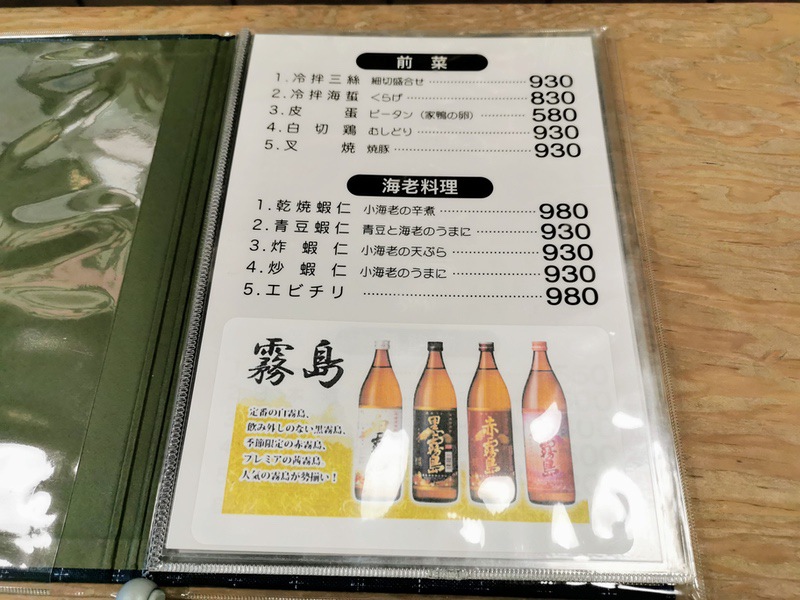 前菜
1.冷拌三絲 細切盛合せ 930
2.冷拌海蜇 くらげ 830
3.皮蛋 ピータン（家鴨の卵） 580
4.白切鶏 むしどり 930
5.叉焼 焼豚 930
海老料理
1.乾焼蝦仁 小海老の辛煮 980
2.青豆蝦仁 青豆と海老のうまに 930
3.炸蝦仁 小海老の天ぷら 930
4.炒蝦仁 小海老のうまに 930
5.エビチリ 980
霧島
定番の白霧島、
飲み外しのない黒霧島、
季節限定の赤霧島、
プレミアの茜霧島、
人気の霧島が勢揃い！
黒霧島
赤霧島